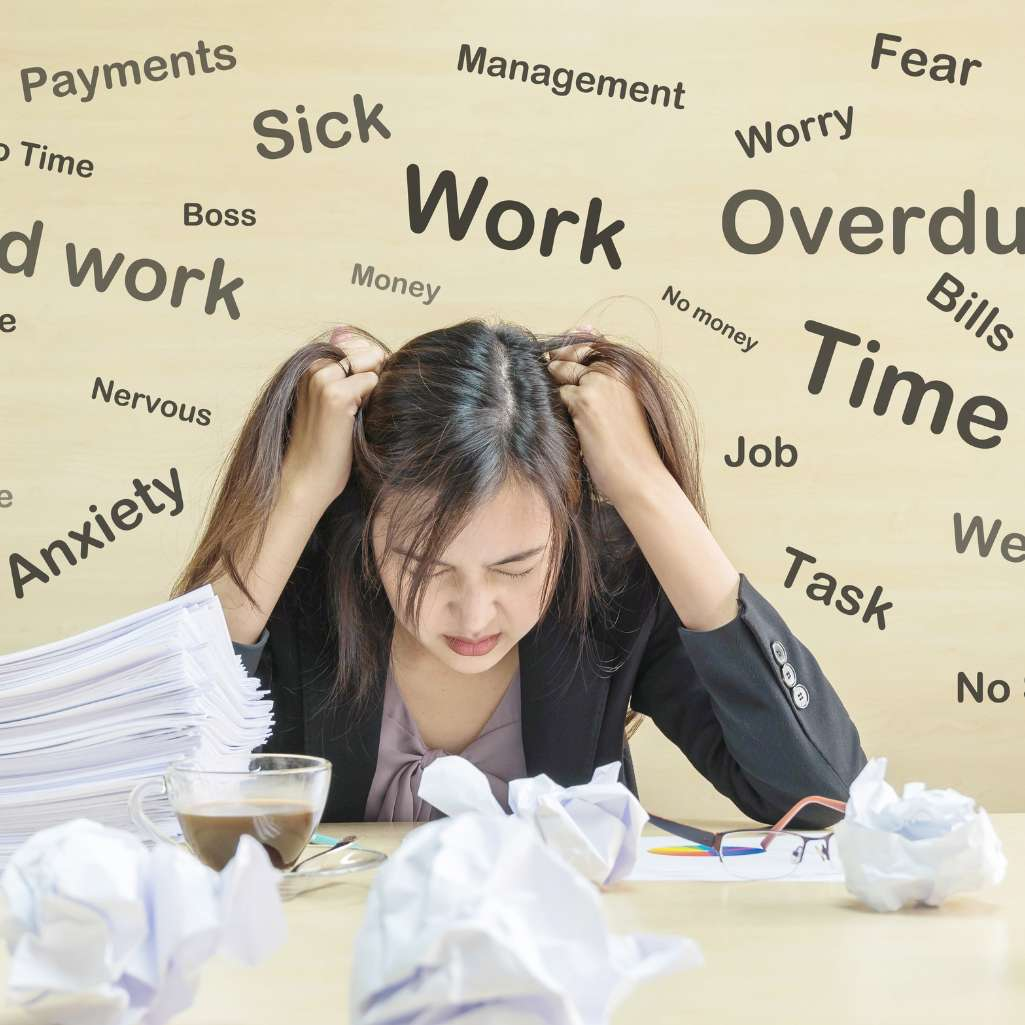 Payments
Management
Fear
Sick
Worry
Time
Boss
Work
Overdu
work
Money
Bills
No money
Time
Nervous
Job
Anxiety
We
Task
No